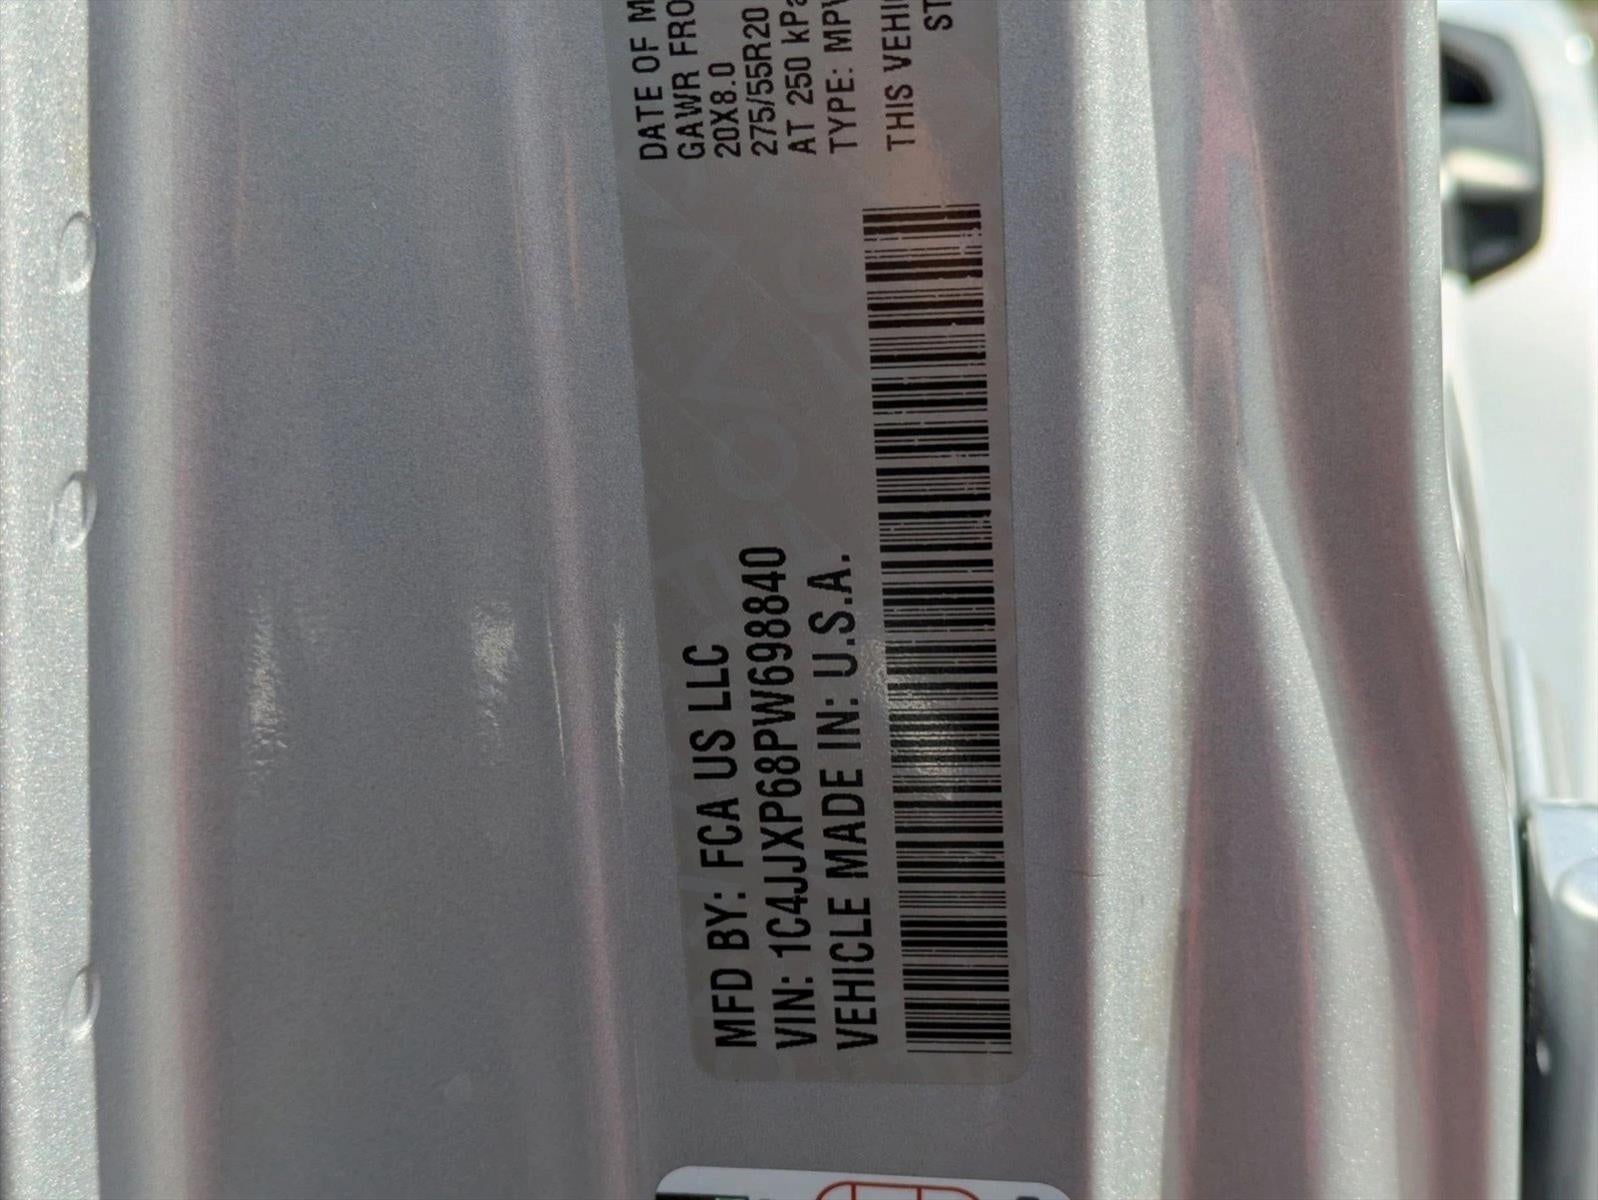 MFD BY: FCA US LLC
VIN: 1C4JJXP68PW698840
VEHICLE MADE IN: U.S.A.
DATE OF M
GAWR FRO
20X8.0
275/55R20
AT 250 kPa
TYPE: MPV
THIS VEHI
ST